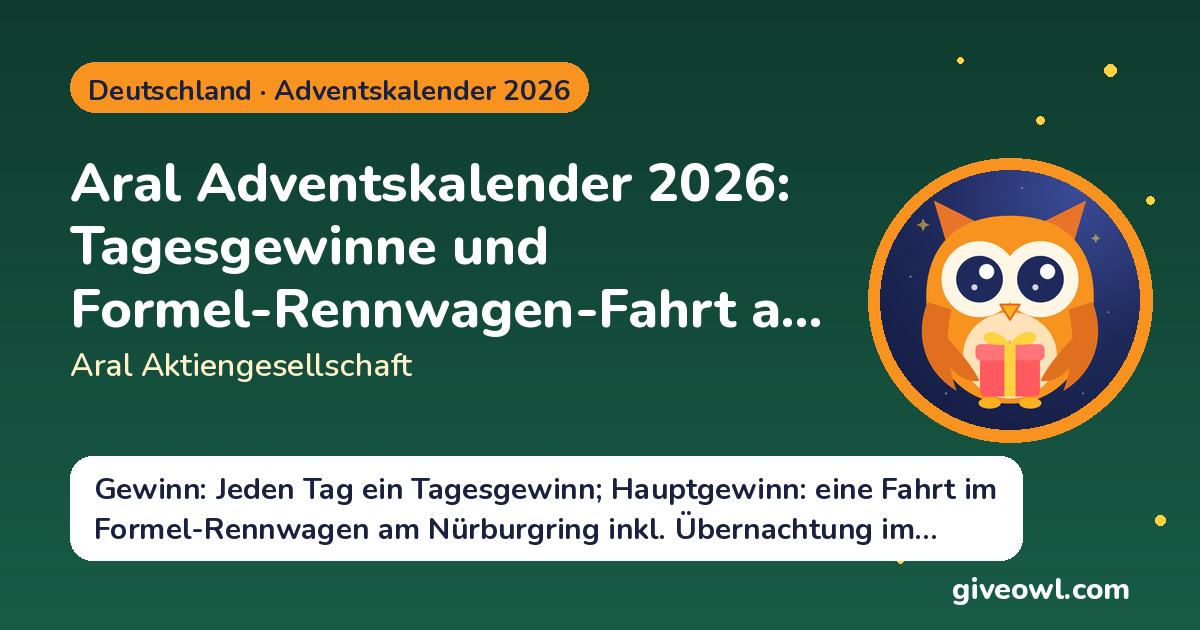 Deutschland · Adventskalender 2026
Aral Adventskalender 2026:
Tagesgewinne und
Formel-Rennwagen-Fahrt a...
Aral Aktiengesellschaft
Gewinn: Jeden Tag ein Tagesgewinn; Hauptgewinn: eine Fahrt im
Formel-Rennwagen am Nürburgring inkl. Übernachtung im...
giveowl.com